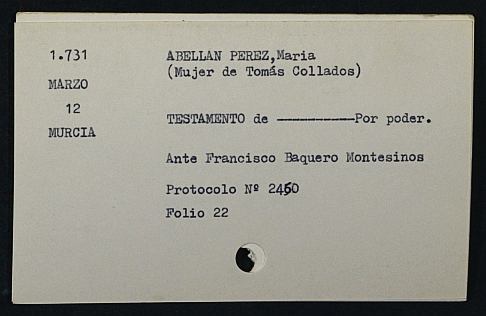 1.731
MARZO
12
MURCIA
ABELLAN PEREZ,Maria
(Mujer de Tomás Collados)
TESTAMENTO de ----------Por poder.
Ante Francisco Baquero Montesinos
Protocolo Nº 2460
Folio 22